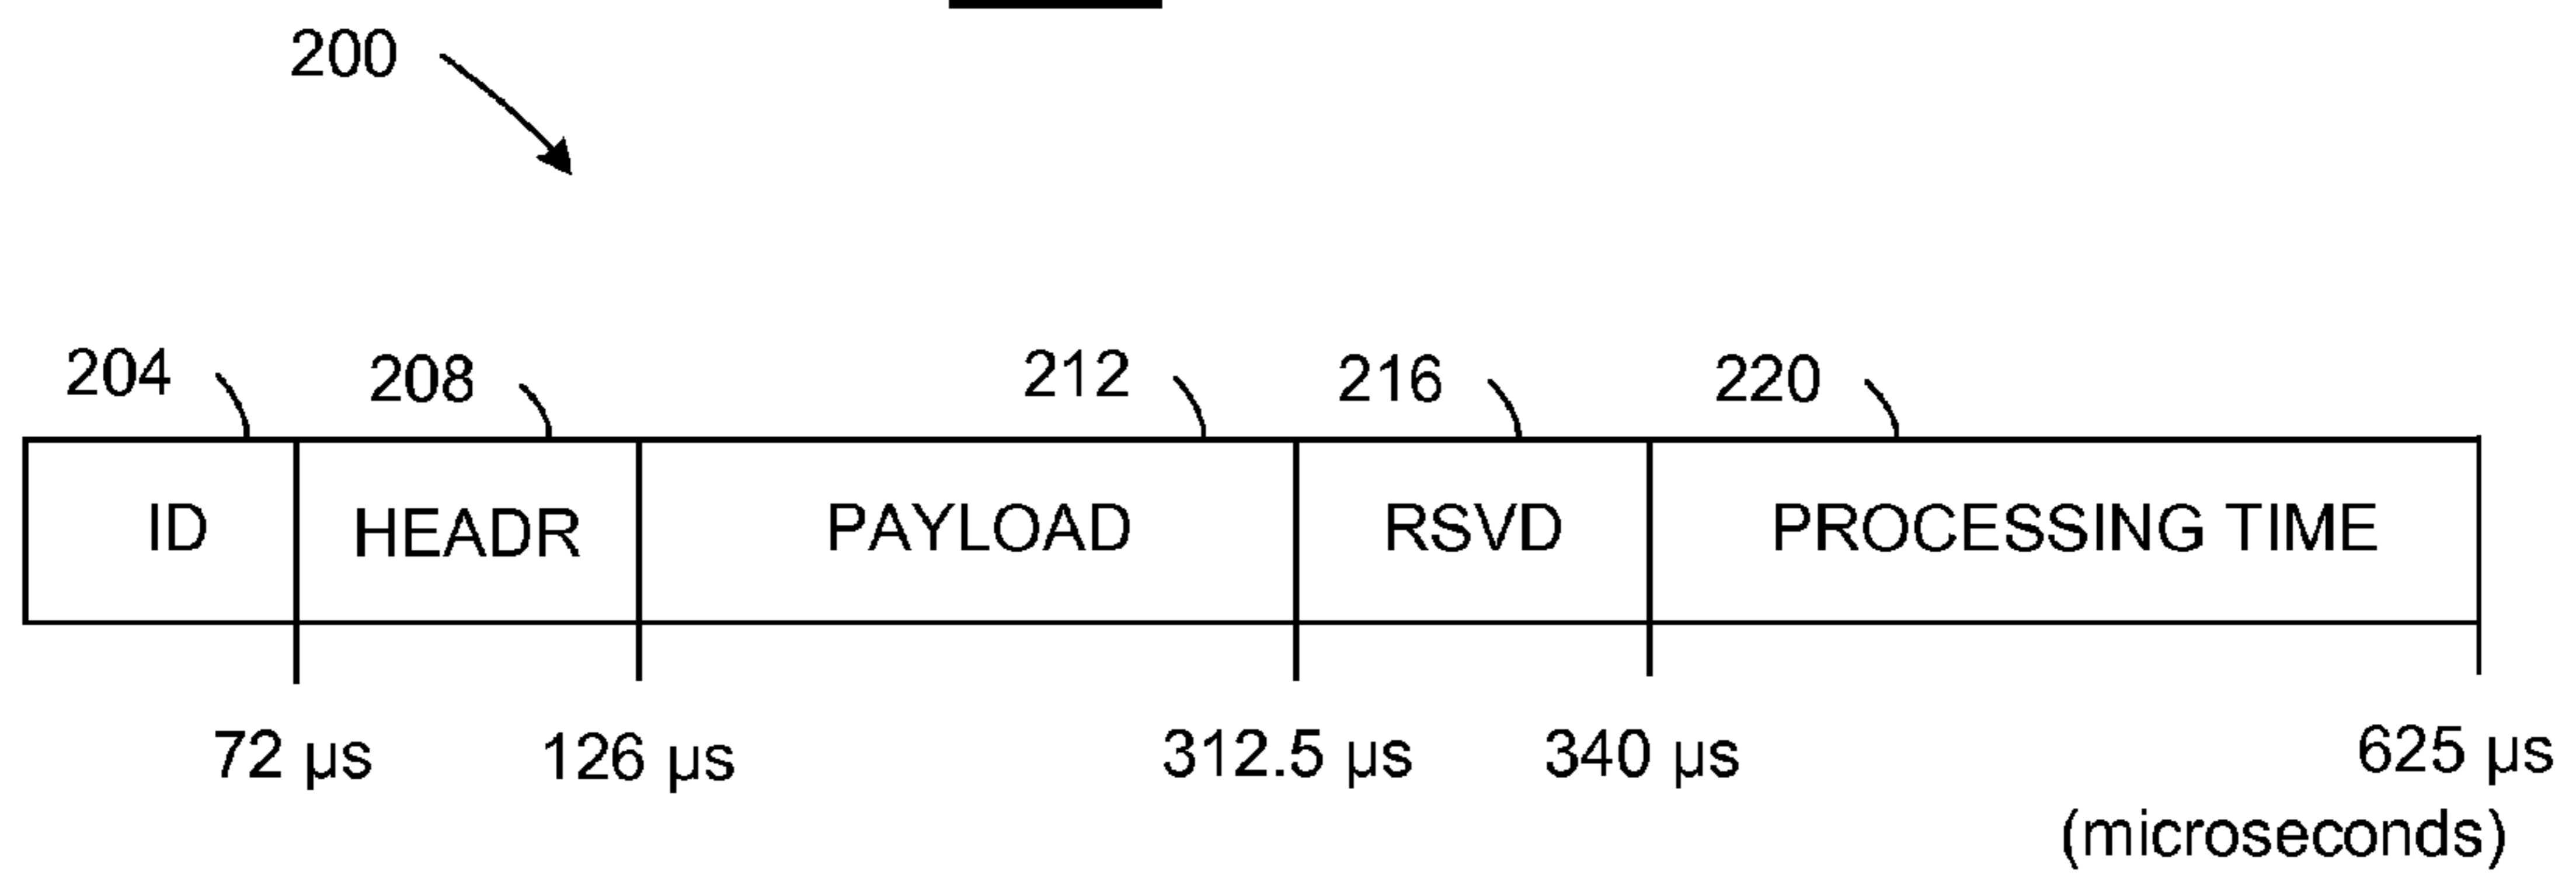 200
204 208 212 216 220
ID HEADR PAYLOAD RSVD PROCESSING TIME
72 µs 126 µs 312.5 µs 340 µs 625 µs
(microseconds)